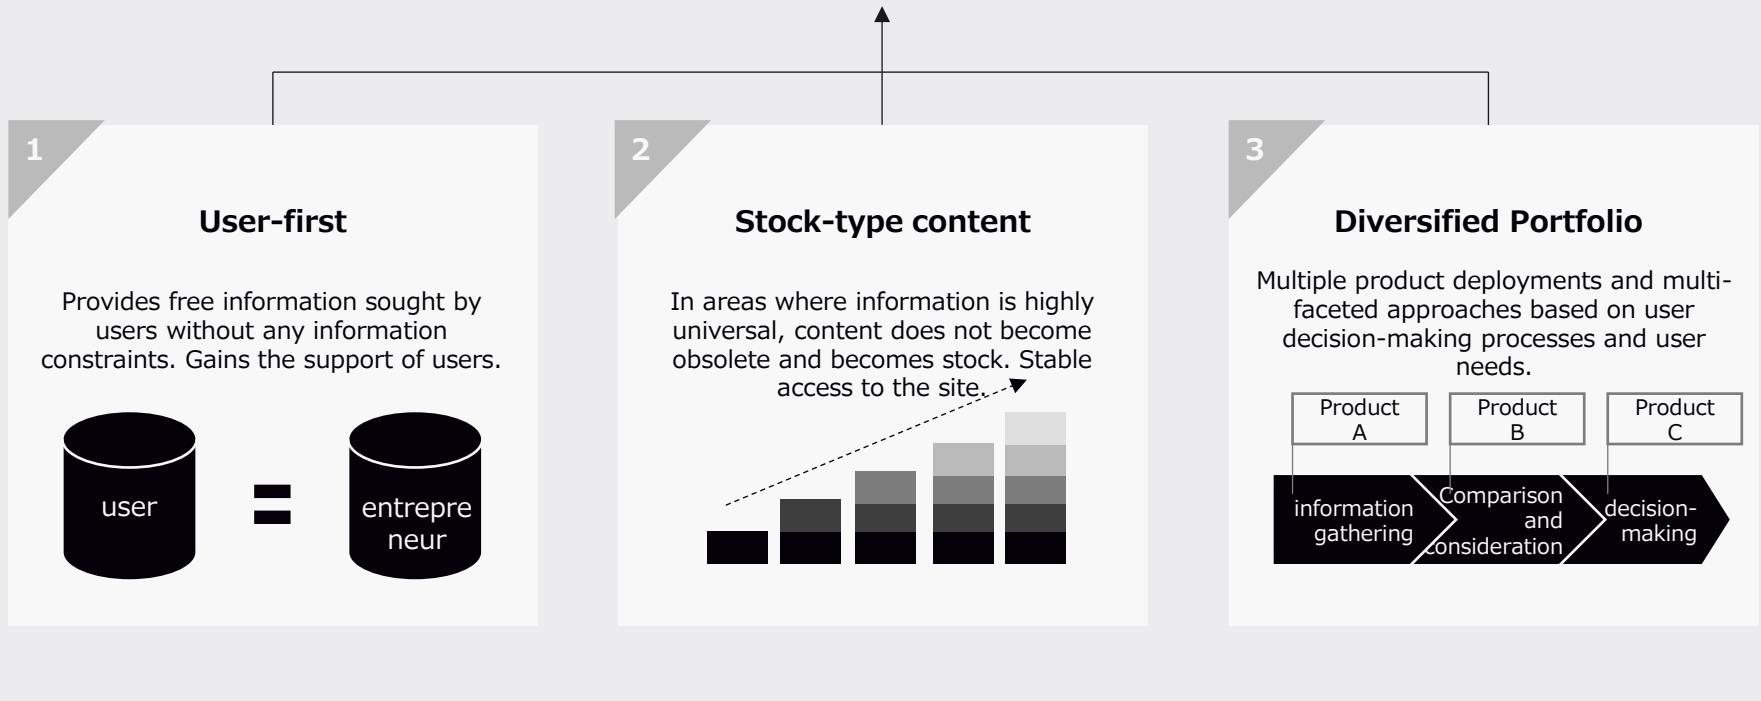 1
User-first
Provides free information sought by
users without any information
constraints. Gains the support of users.
user
=
entrepre
neur
2
Stock-type content
In areas where information is highly
universal, content does not become
obsolete and becomes stock. Stable
access to the site.
3
Diversified Portfolio
Multiple product deployments and multi-
faceted approaches based on user
decision-making processes and user
needs.
Product
A
Product
B
Product
C
information
gathering
Comparison
and
consideration
decision-
making